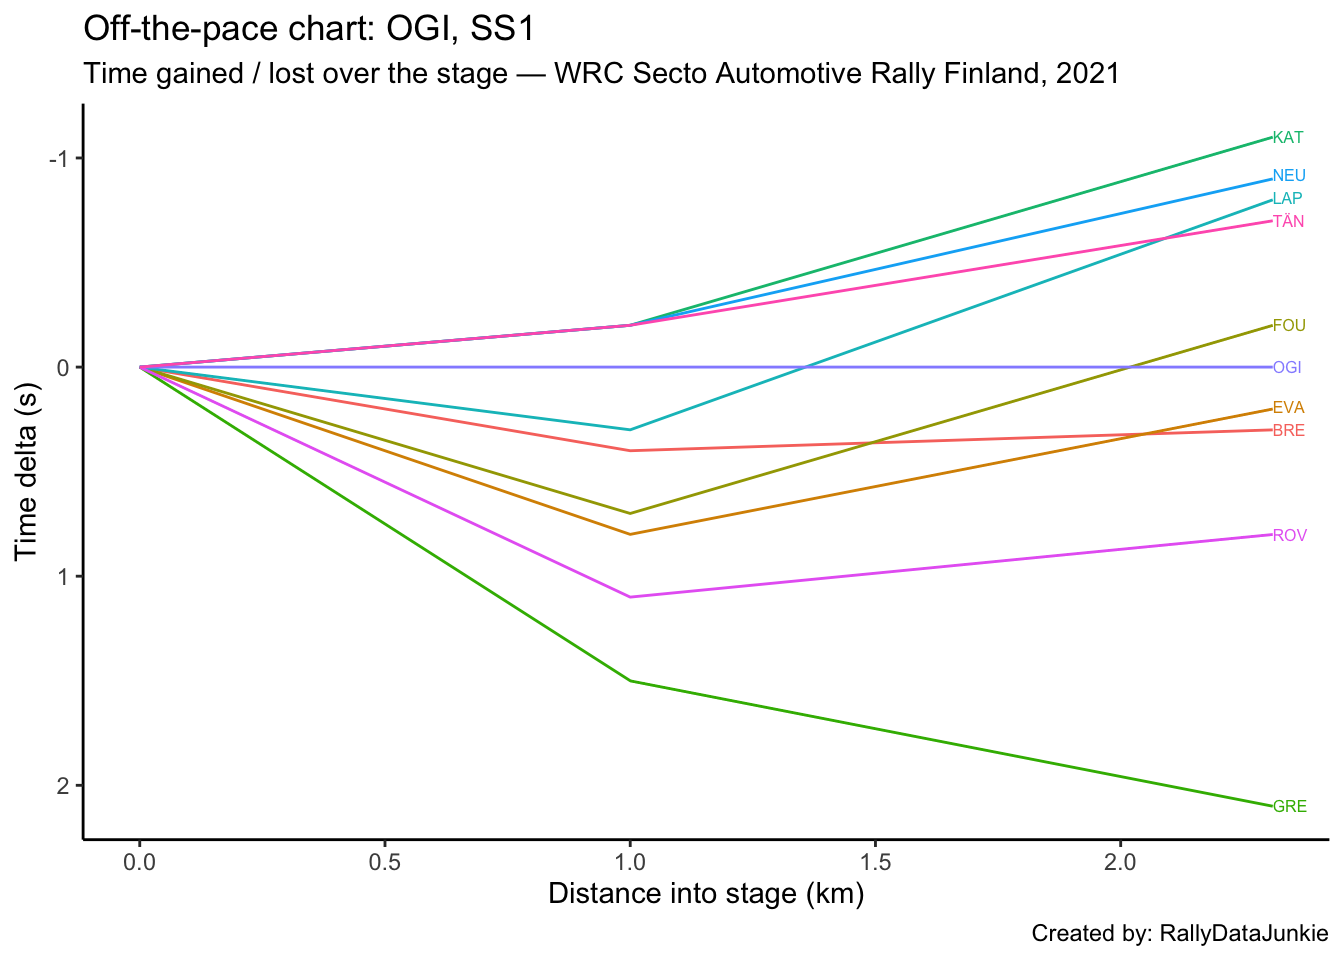 Off-the-pace chart: OGI, SS1
Time gained / lost over the stage — WRC Secto Automotive Rally Finland, 2021
-1
0
1
2
Time delta (s)
KAT
NEU
LAP
TÄN
FOU
OGI
EVA
BRE
ROV
GRE
0.0 0.5 1.0 1.5 2.0
Distance into stage (km)
Created by: RallyDataJunkie